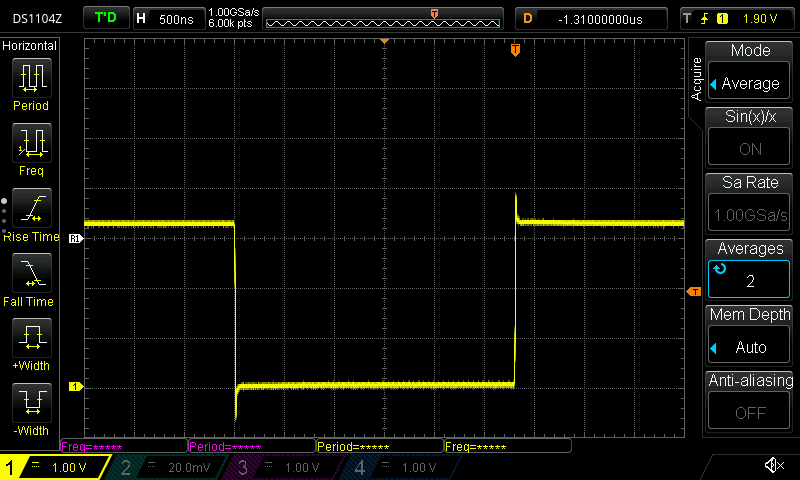 DS1104Z T'D H 500ns 1.00GSa/s 6.00k pts T D -1.31000000us T 1 1.90 V
Horizontal
Period
Freq
Rise Time
Fall Time
+Width
-Width
T
R1
T
1
Acquire
Mode
Average
Sin(x)/x
ON
Sa Rate
1.00GSa/s
Averages
2
Mem Depth
Auto
Anti-aliasing
OFF
Freq=***** Period=***** Period=***** Freq=*****
1 = 1.00 V 2 = 20.0mV 3 = 1.00 V 4 = 1.00 V